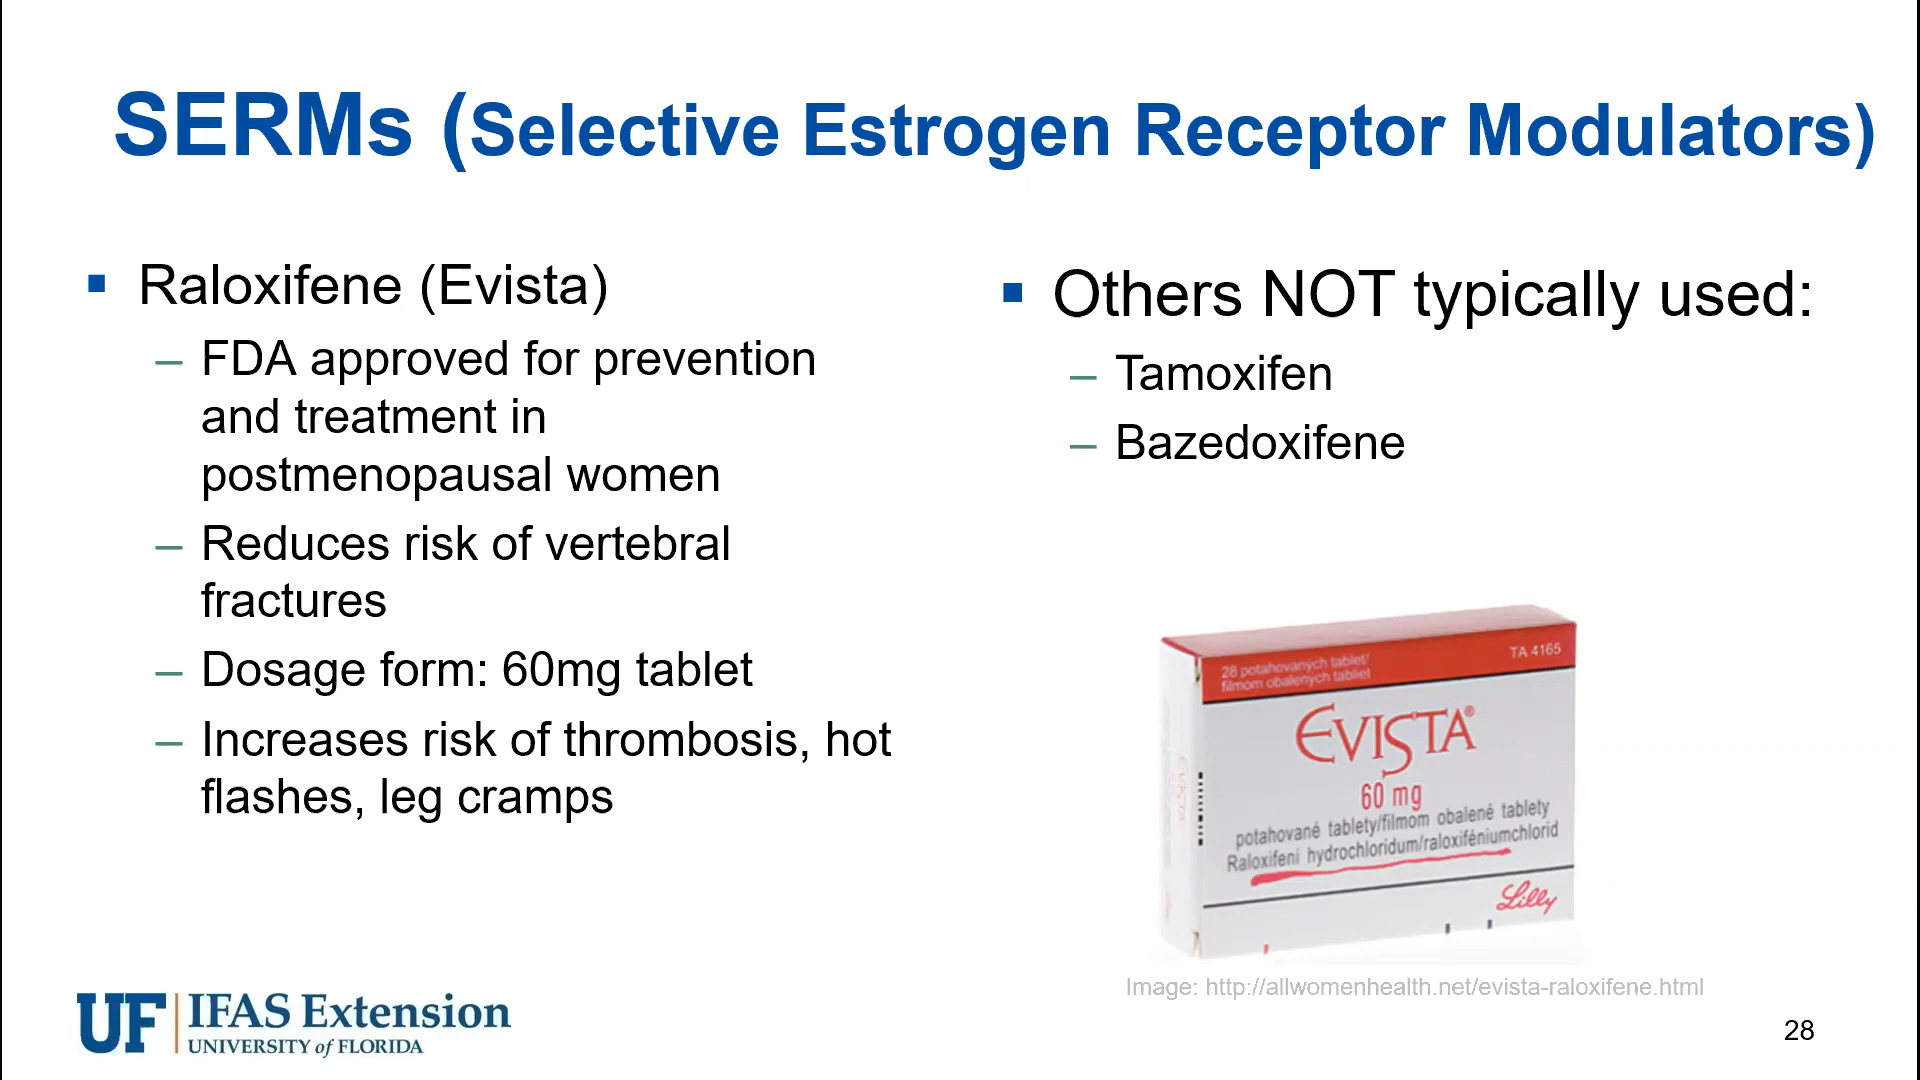 SERMs (Selective Estrogen Receptor Modulators)
Raloxifene (Evista)
– FDA approved for prevention
and treatment in
postmenopausal women
– Reduces risk of vertebral
fractures
– Dosage form: 60mg tablet
– Increases risk of thrombosis, hot
flashes, leg cramps
Others NOT typically used:
– Tamoxifen
– Bazedoxifene
28 potahovaných tablet/
filmom obalených tabliet
TA 4165
EVISTA®
60 mg
potahované tablety/filmom obalené tablety
Raloxifeni hydrochloridum/raloxiféniumchlorid
Lilly
EVISTA
Image: http://allwomenhealth.net/evista-raloxifene.html
UF IFAS Extension
UNIVERSITY of FLORIDA
28